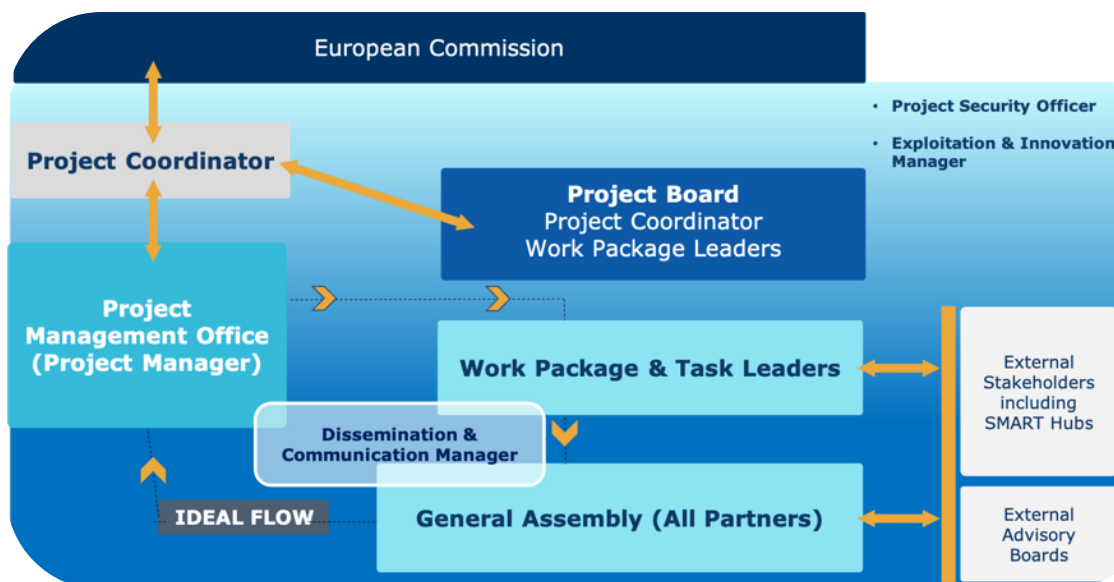 European Commission
• Project Security Officer
• Exploitation & Innovation
Manager
Project Coordinator
Project Board
Project Coordinator
Work Package Leaders
Project
Management Office
(Project Manager)
Work Package & Task Leaders
External
Stakeholders
including
SMART Hubs
Dissemination &
Communication Manager
IDEAL FLOW
General Assembly (All Partners)
External
Advisory
Boards